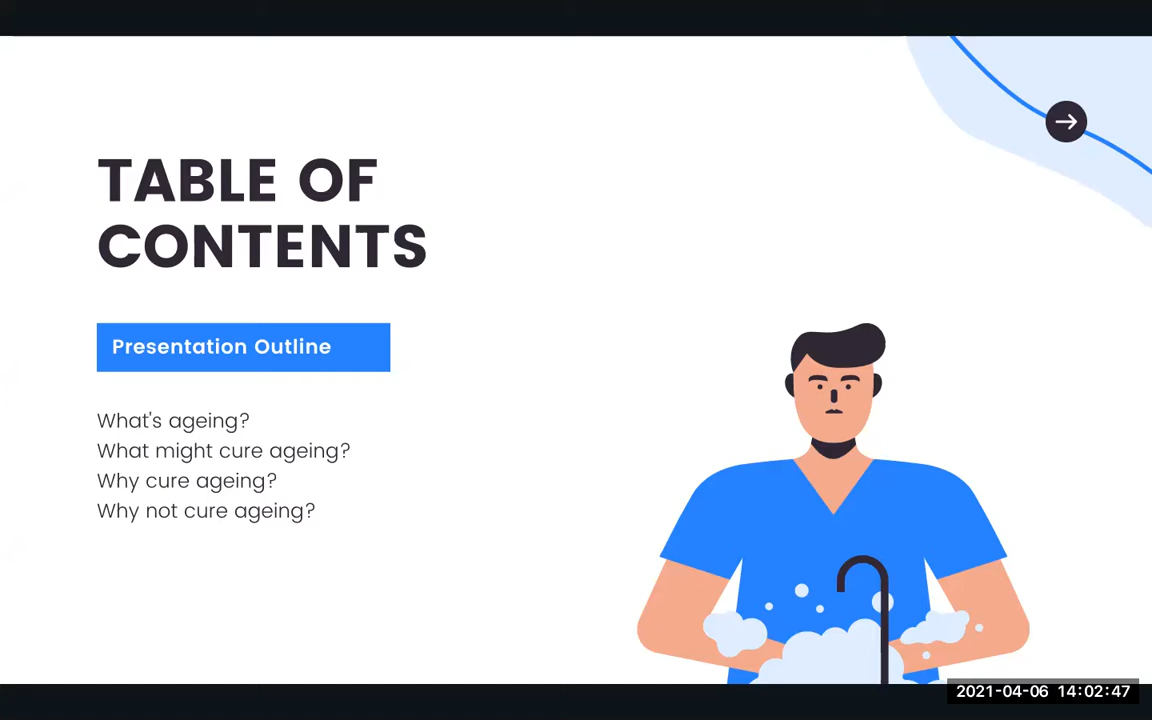 TABLE OF
CONTENTS
Presentation Outline
What's ageing?
What might cure ageing?
Why cure ageing?
Why not cure ageing?
2021-04-06 14:02:47